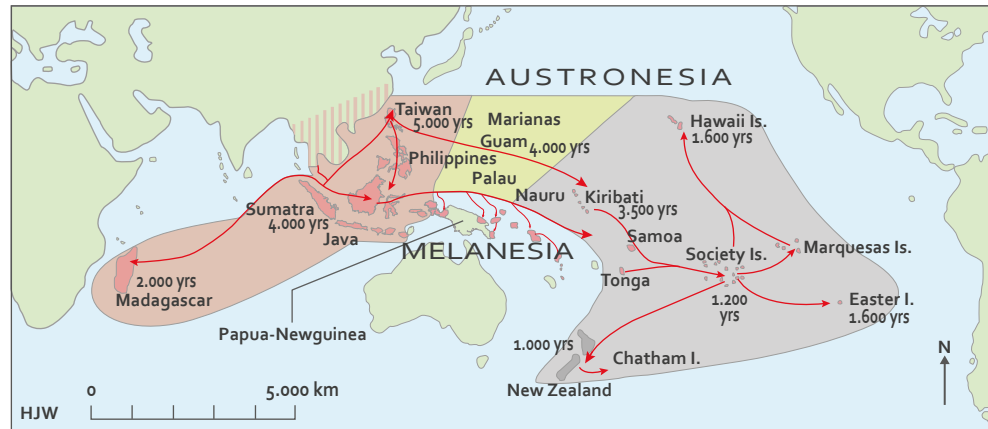 AUSTRONESIA
Taiwan
5.000 yrs
Marianas
Guam
4.000 yrs
Hawaii Is.
1.600 yrs
Philippines
Palau
Nauru
Kiribati
3.500 yrs
Sumatra
4.000 yrs
Java
MELANESIA
Samoa
Society Is.
Marquesas Is.
2.000 yrs
Madagascar
Tonga
1.200
yrs
Easter I.
1.600 yrs
Papua-Newguinea
1.000 yrs
Chatham I.
New Zealand
N
0
5.000 km
HJW